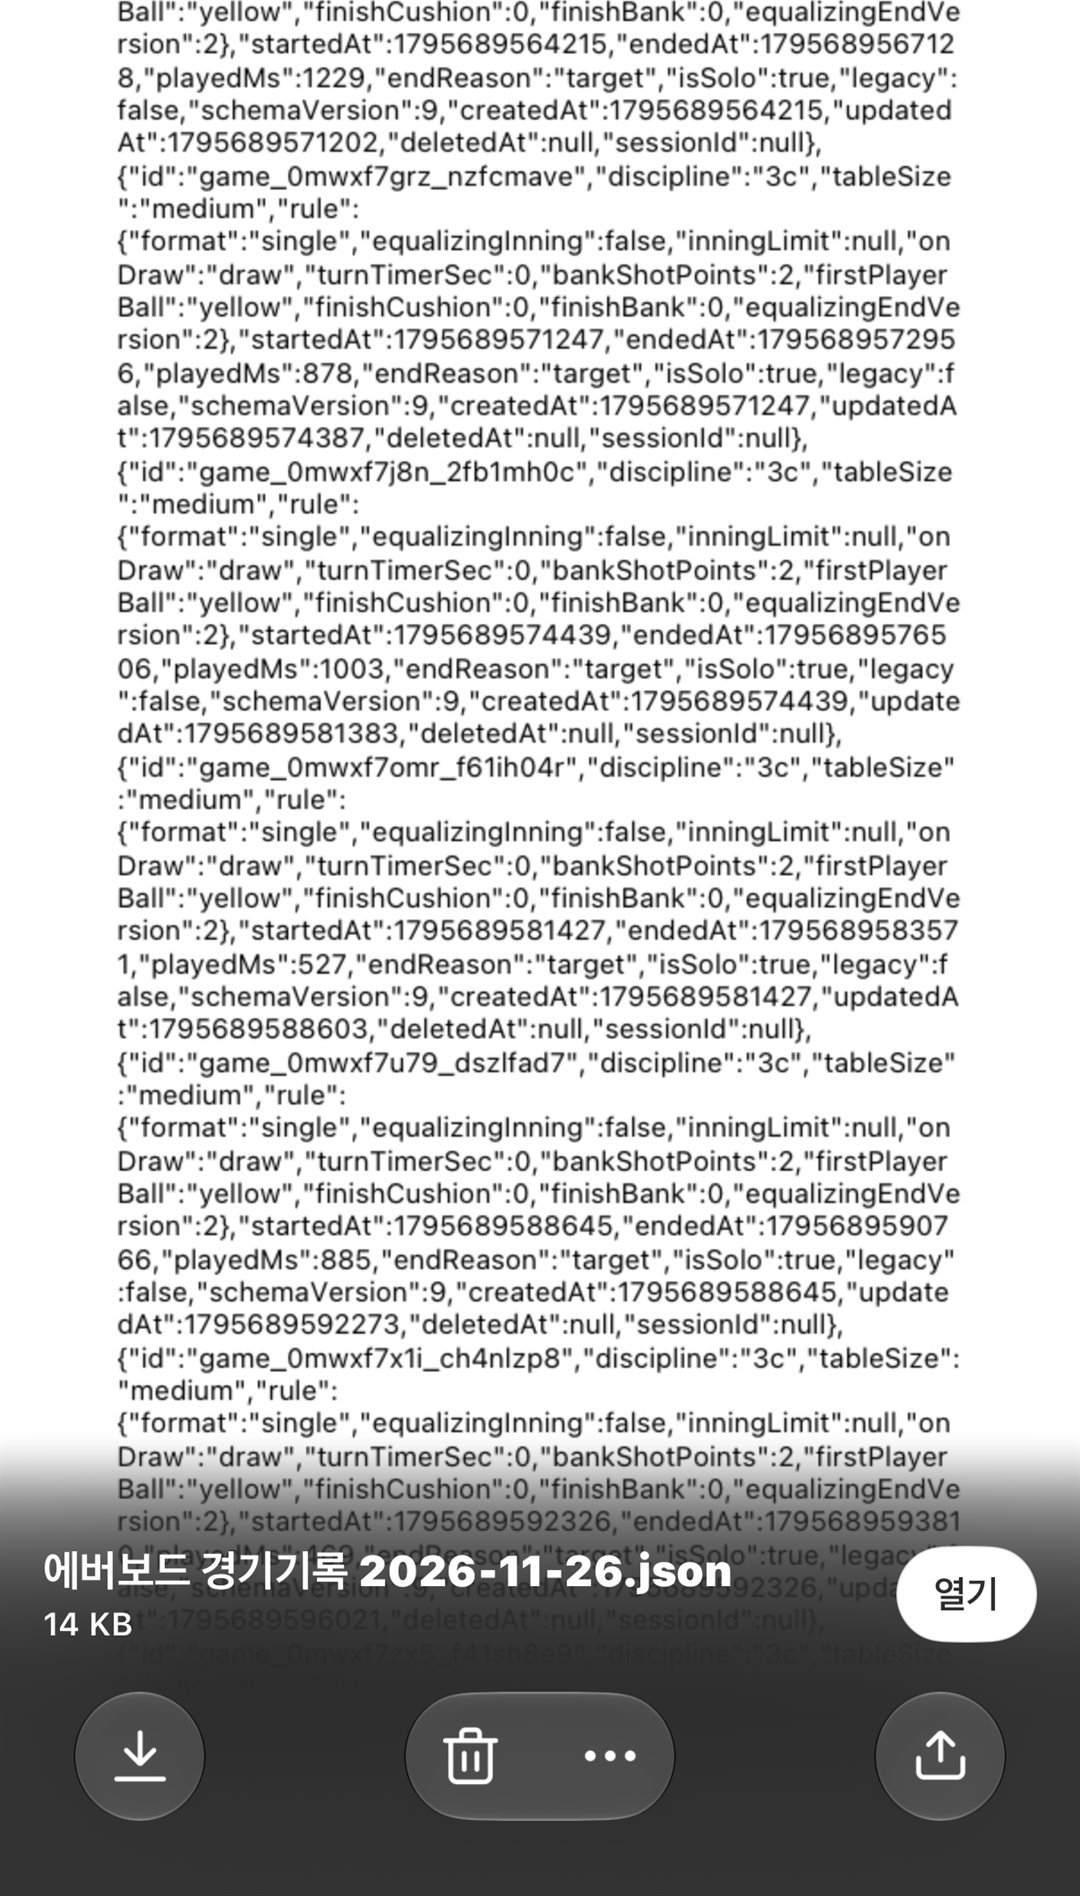 Ball":"yellow","finishCushion":0,"finishBank":0,"equalizingEndVe
rsion":2},"startedAt":1795689564215,"endedAt":179568956712
8,"playedMs":1229,"endReason":"target","isSolo":true,"legacy":
false,"schemaVersion":9,"createdAt":1795689564215,"updated
At":1795689571202,"deletedAt":null,"sessionId":null},
{"id":"game_0mwxf7grz_nzfcmave","discipline":"3c","tableSize
":"medium","rule":
{"format":"single","equalizingInning":false,"inningLimit":null,"on
Draw":"draw","turnTimerSec":0,"bankShotPoints":2,"firstPlayer
Ball":"yellow","finishCushion":0,"finishBank":0,"equalizingEndVe
rsion":2},"startedAt":1795689571247,"endedAt":179568957295
6,"playedMs":878,"endReason":"target","isSolo":true,"legacy":f
alse,"schemaVersion":9,"createdAt":1795689571247,"updatedA
t":1795689574387,"deletedAt":null,"sessionId":null},
{"id":"game_0mwxf7j8n_2fb1mh0c","discipline":"3c","tableSize
":"medium","rule":
{"format":"single","equalizingInning":false,"inningLimit":null,"on
Draw":"draw","turnTimerSec":0,"bankShotPoints":2,"firstPlayer
Ball":"yellow","finishCushion":0,"finishBank":0,"equalizingEndVe
rsion":2},"startedAt":1795689574439,"endedAt":17956895765
06,"playedMs":1003,"endReason":"target","isSolo":true,"legacy
":false,"schemaVersion":9,"createdAt":1795689574439,"update
dAt":1795689581383,"deletedAt":null,"sessionId":null},
{"id":"game_0mwxf7omr_f61ih04r","discipline":"3c","tableSize"
:"medium","rule":
{"format":"single","equalizingInning":false,"inningLimit":null,"on
Draw":"draw","turnTimerSec":0,"bankShotPoints":2,"firstPlayer
Ball":"yellow","finishCushion":0,"finishBank":0,"equalizingEndVe
rsion":2},"startedAt":1795689581427,"endedAt":179568958357
1,"playedMs":527,"endReason":"target","isSolo":true,"legacy":f
alse,"schemaVersion":9,"createdAt":1795689581427,"updatedA
t":1795689588603,"deletedAt":null,"sessionId":null},
{"id":"game_0mwxf7u79_dszlfad7","discipline":"3c","tableSize"
:"medium","rule":
{"format":"single","equalizingInning":false,"inningLimit":null,"on
Draw":"draw","turnTimerSec":0,"bankShotPoints":2,"firstPlayer
Ball":"yellow","finishCushion":0,"finishBank":0,"equalizingEndVe
rsion":2},"startedAt":1795689588645,"endedAt":17956895907
66,"playedMs":885,"endReason":"target","isSolo":true,"legacy"
:false,"schemaVersion":9,"createdAt":1795689588645,"update
dAt":1795689592273,"deletedAt":null,"sessionId":null},
{"id":"game_0mwxf7x1i_ch4nlzp8","discipline":"3c","tableSize":
"medium","rule":
{"format":"single","equalizingInning":false,"inningLimit":null,"on
Draw":"draw","turnTimerSec":0,"bankShotPoints":2,"firstPlayer
Ball":"yellow","finishCushion":0,"finishBank":0,"equalizingEndVe
rsion":2},"startedAt":1795689592326,"endedAt":179568959381
에버보드 경기기록 2026-11-26.json
열기
14 KB
t":1795689596021,"deletedAt":null,"sessionId":null},
{"id":"game_0mwxf7zx5_f41sh8e9","discipline":"3c","tableSize